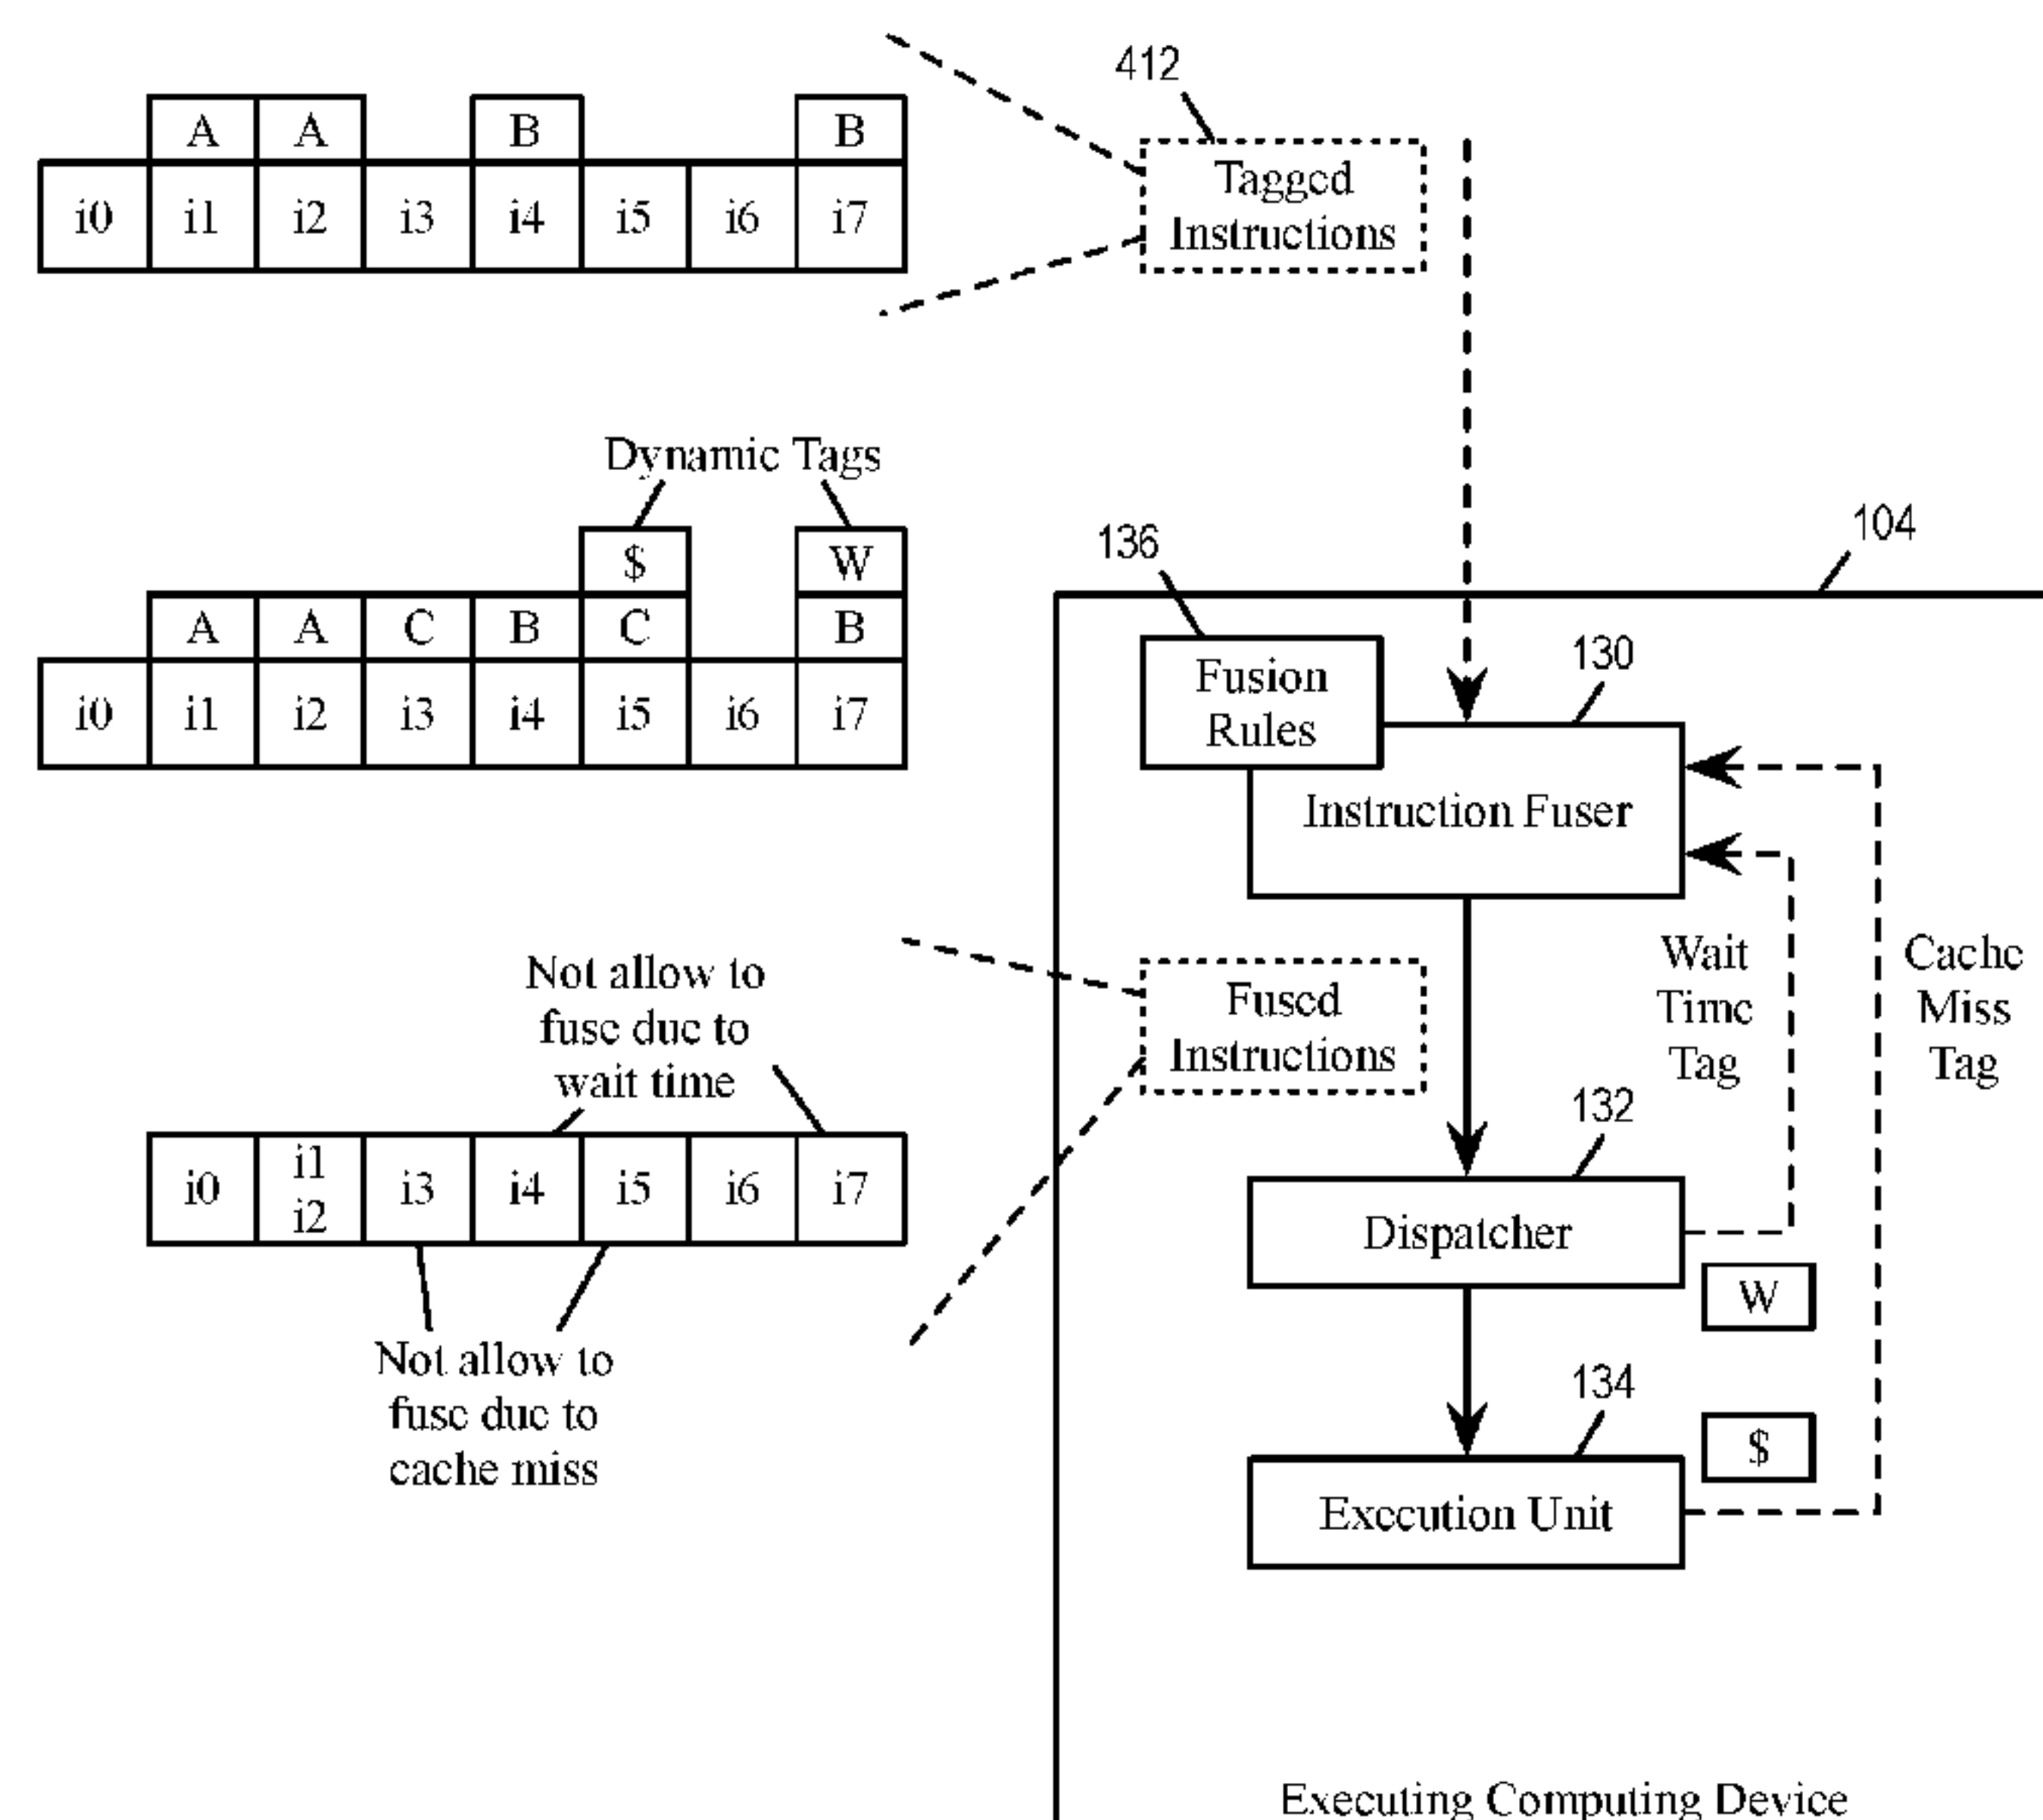 412
A A B B
i0 i1 i2 i3 i4 i5 i6 i7
Tagged
Instructions
Dynamic Tags
$ W
A A C B C B
i0 i1 i2 i3 i4 i5 i6 i7
136
104
Fusion
Rules
130
Instruction Fuser
Not allow to
fuse due to
wait time
Fused
Instructions
Wait
Time
Tag
Cache
Miss
Tag
i0 i1 i3 i4 i5 i6 i7
i2
132
Dispatcher
W
Not allow to
fuse due to
cache miss
134
$
Execution Unit
Executing Computing Device